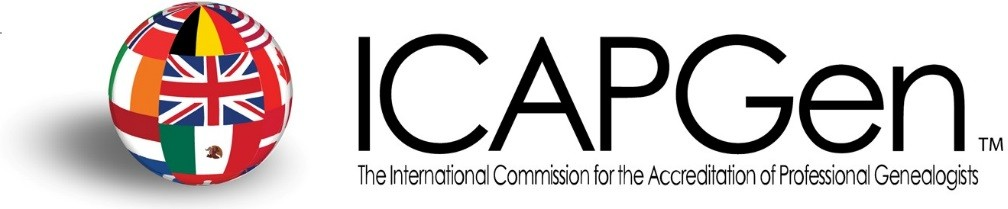 ICAPGen™
The International Commission for the Accreditation of Professional Genealogists